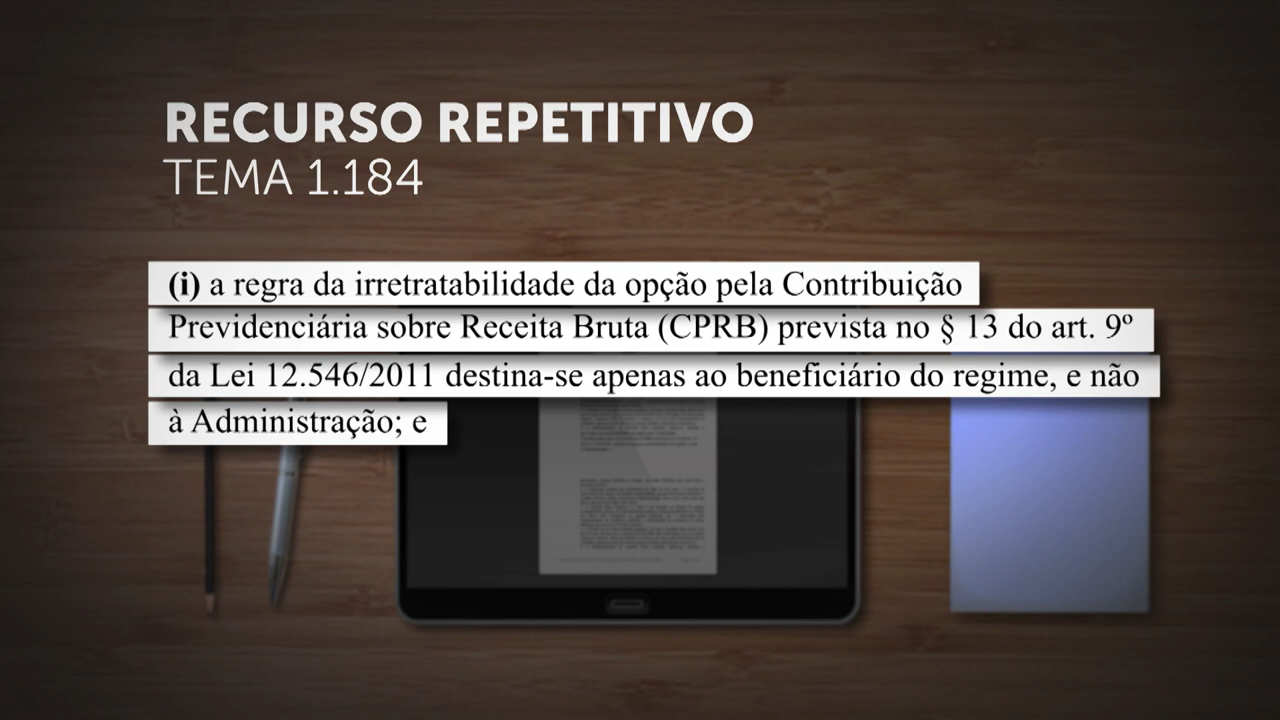 RECURSO REPETITIVO
TEMA 1.184
(i) a regra da irretratabilidade da opção pela Contribuição
Previdenciária sobre Receita Bruta (CPRB) prevista no § 13 do art. 9º
da Lei 12.546/2011 destina-se apenas ao beneficiário do regime, e não
à Administração; e